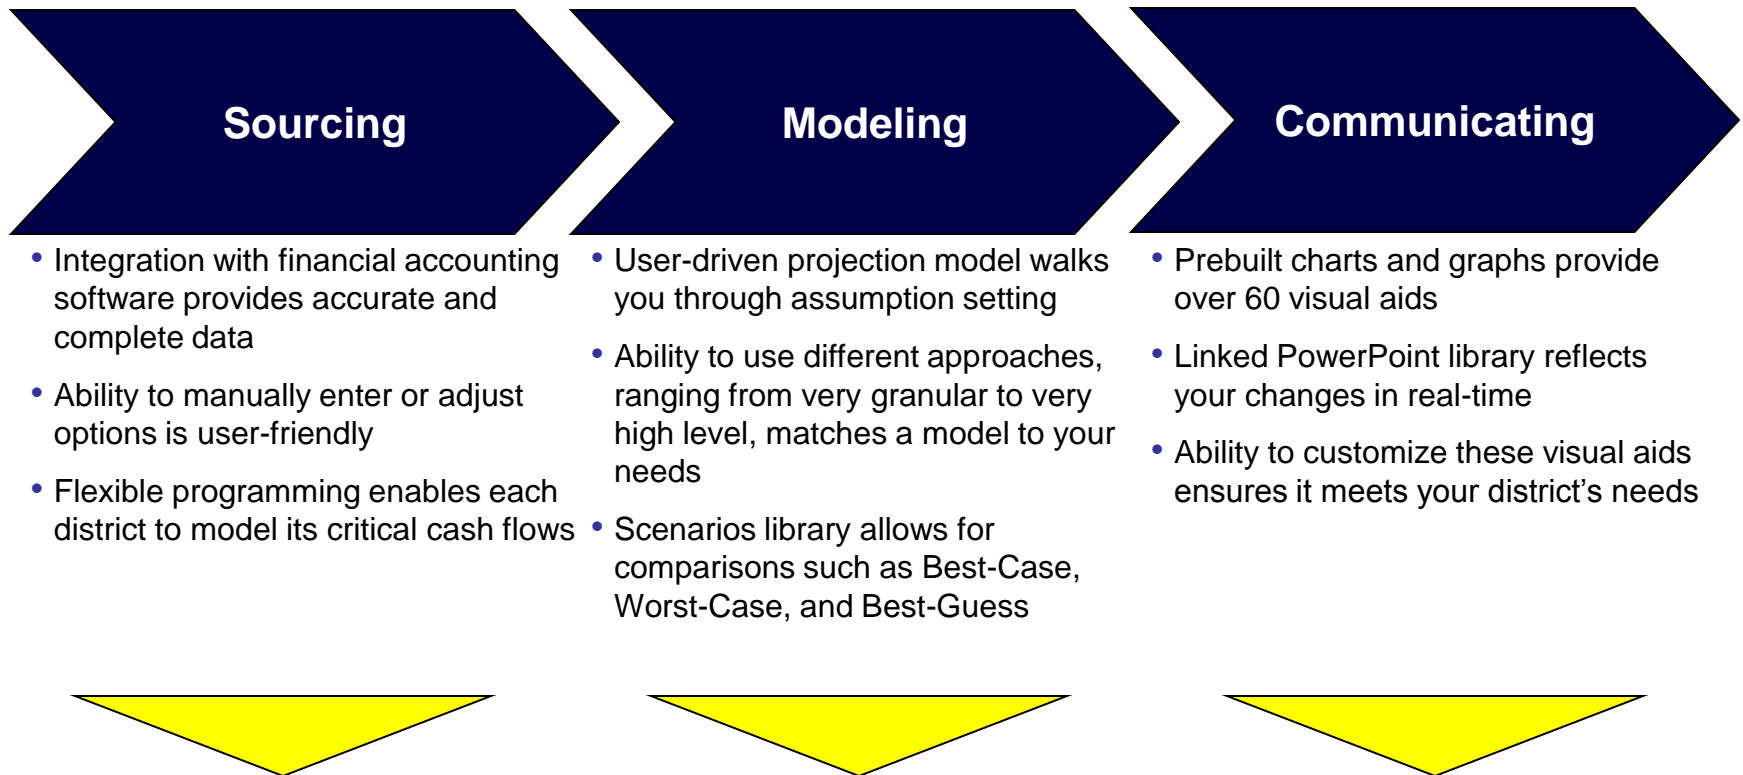 Sourcing
• Integration with financial accounting
software provides accurate and
complete data
• Ability to manually enter or adjust
options is user-friendly
• Flexible programming enables each
district to model its critical cash flows
Modeling
• User-driven projection model walks
you through assumption setting
• Ability to use different approaches,
ranging from very granular to very
high level, matches a model to your
needs
• Scenarios library allows for
comparisons such as Best-Case,
Worst-Case, and Best-Guess
Communicating
• Prebuilt charts and graphs provide
over 60 visual aids
• Linked PowerPoint library reflects
your changes in real-time
• Ability to customize these visual aids
ensures it meets your district’s needs